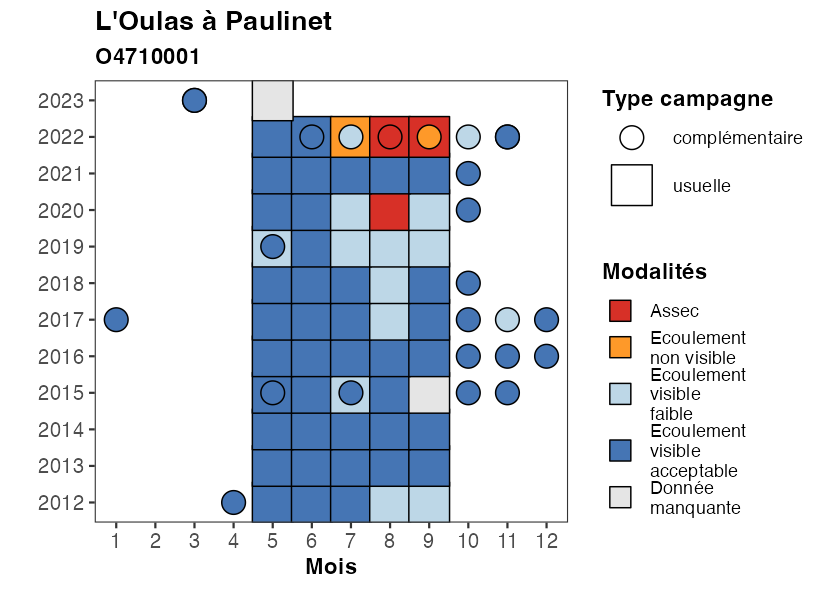 L'Oulas à Paulinet
O4710001
2023
2022
2021
2020
2019
2018
2017
2016
2015
2014
2013
2012
1 2 3 4 5 6 7 8 9 10 11 12
Mois
Type campagne
complémentaire
usuelle
Modalités
Assec
Ecoulement
non visible
Ecoulement
visible
faible
Ecoulement
visible
acceptable
Donnée
manquante